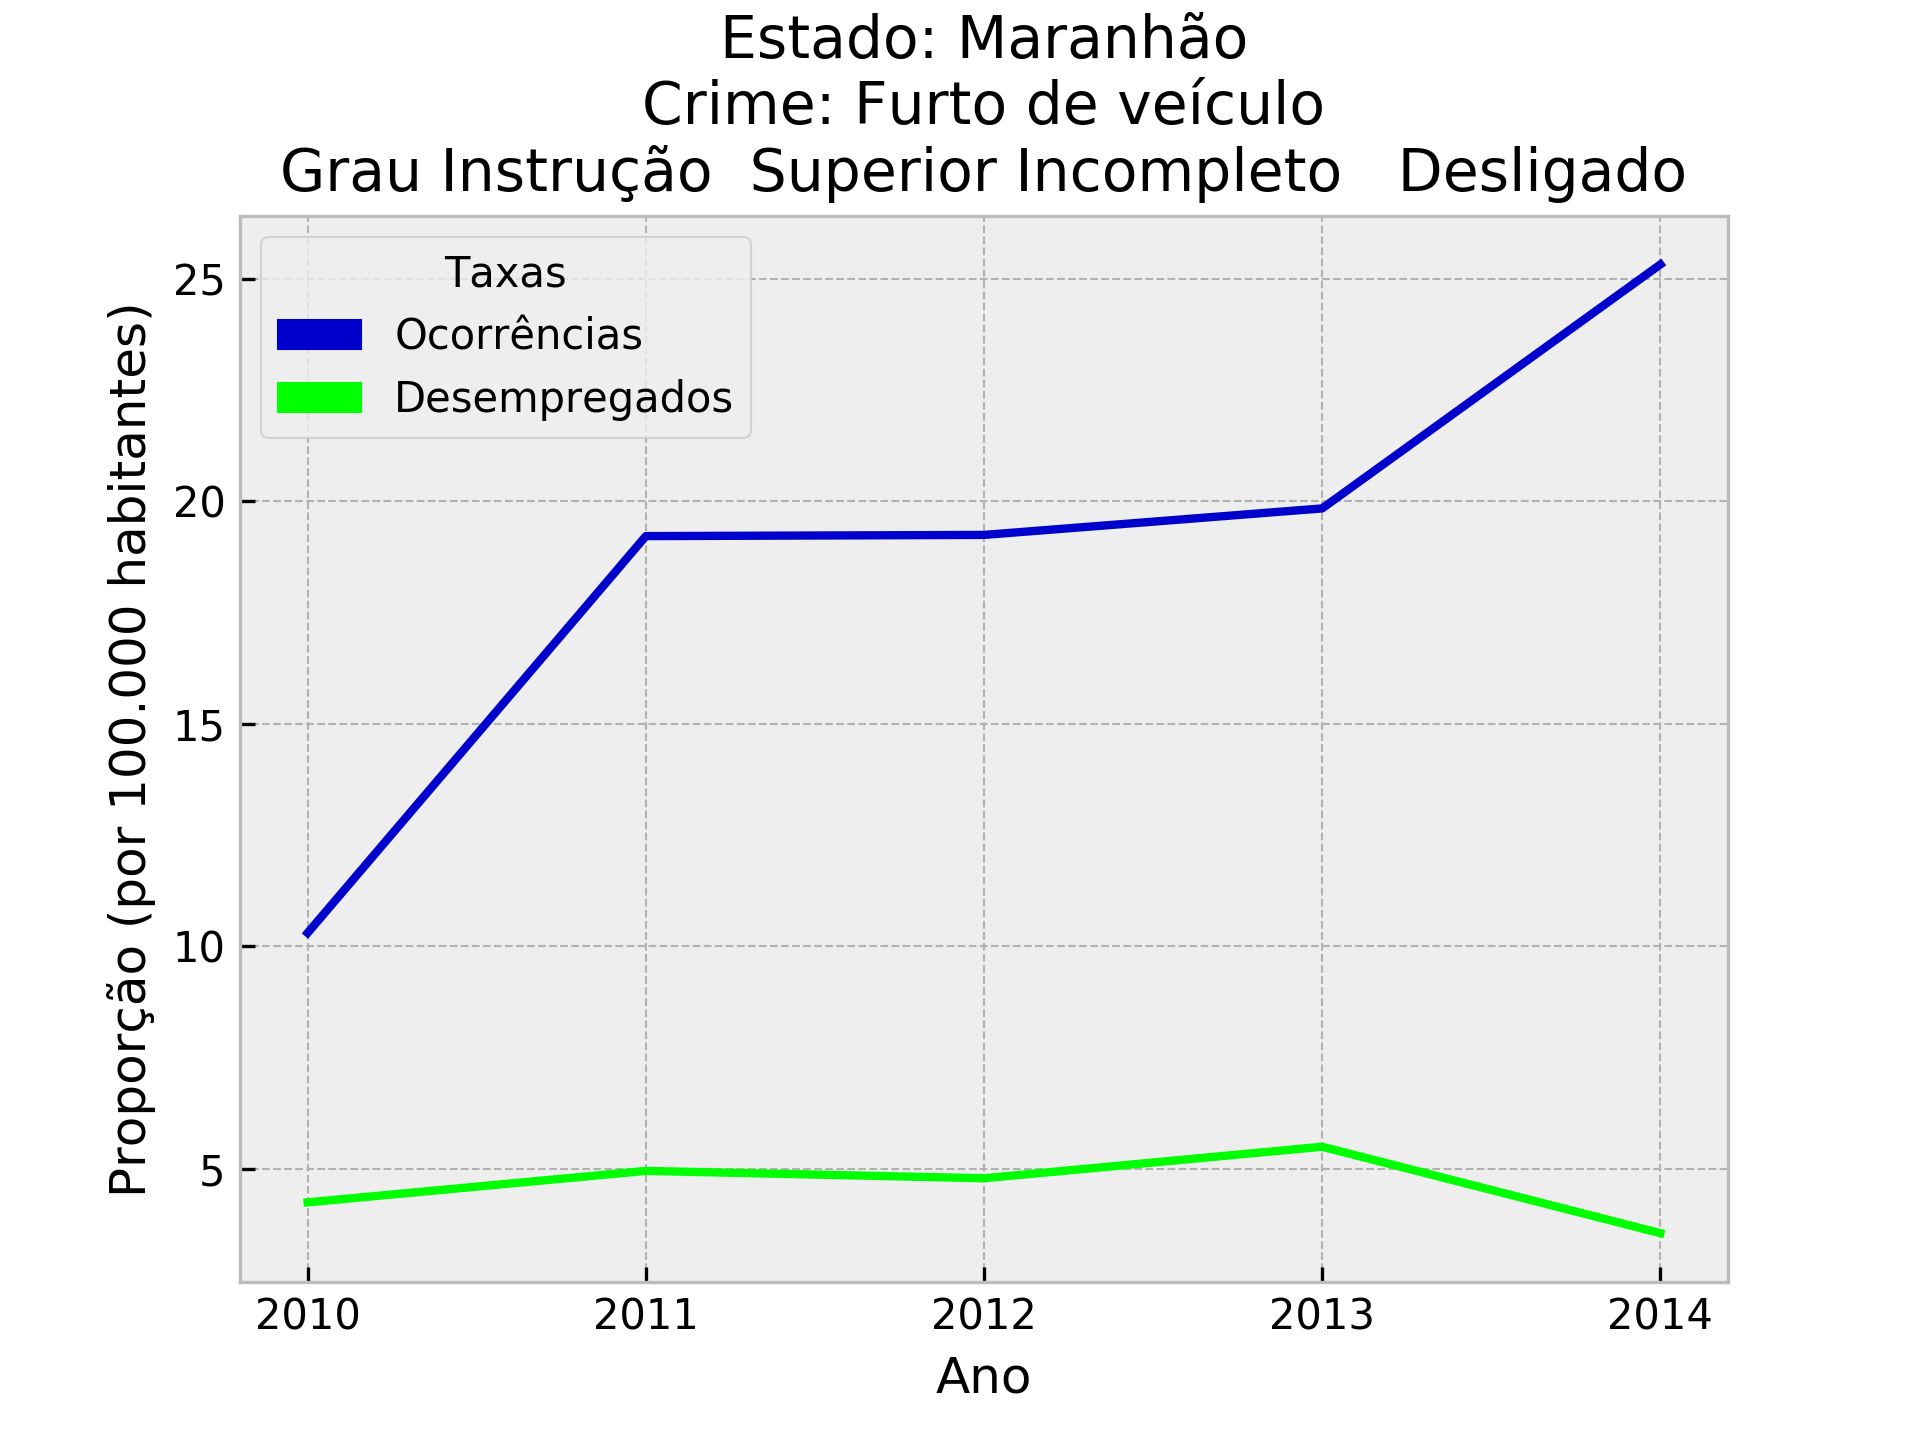 Estado: Maranhão
Crime: Furto de veículo
Grau Instrução  Superior Incompleto   Desligado
Taxas
Ocorrências
Desempregados
Proporção (por 100.000 habitantes)
25
20
15
10
5
2010
2011
2012
2013
2014
Ano